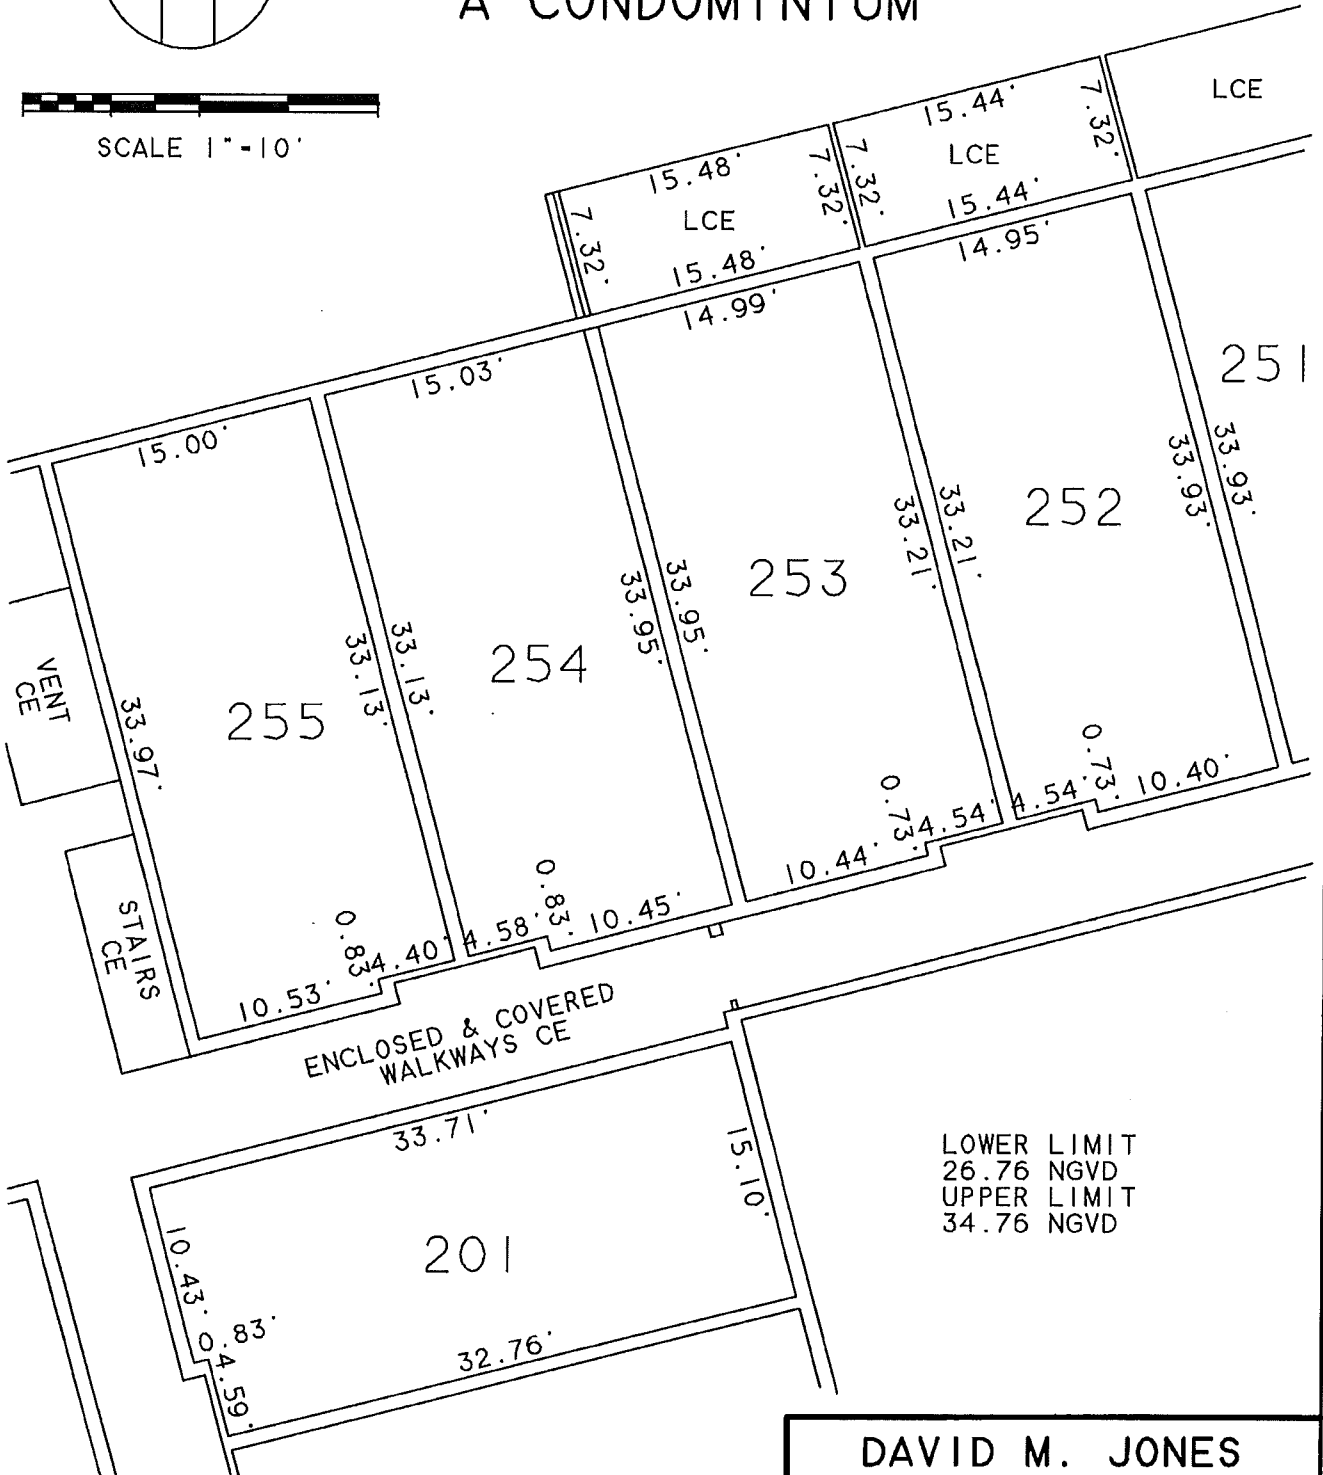 A CONDOMINIUM
SCALE 1"-10'
LCE
15.44'
7.32'
LCE
7.32'
15.44'
15.48'
7.32'
LCE
7.32'
15.48'
14.95'
14.99'
15.03'
15.00'
251
252
253
254
255
33.93'
33.93'
33.21'
33.21'
33.95'
33.95'
33.13'
33.13'
33.97'
VENT
CE
STAIRS
CE
0.73'
10.40'
4.54'
0.73'
4.54'
10.44'
0.83'
10.45'
4.58'
0.83'
4.40'
10.53'
ENCLOSED & COVERED
WALKWAYS CE
33.71'
15.10'
201
10.43'
0.83'
4.59'
32.76'
LOWER LIMIT
26.76 NGVD
UPPER LIMIT
34.76 NGVD
DAVID M. JONES